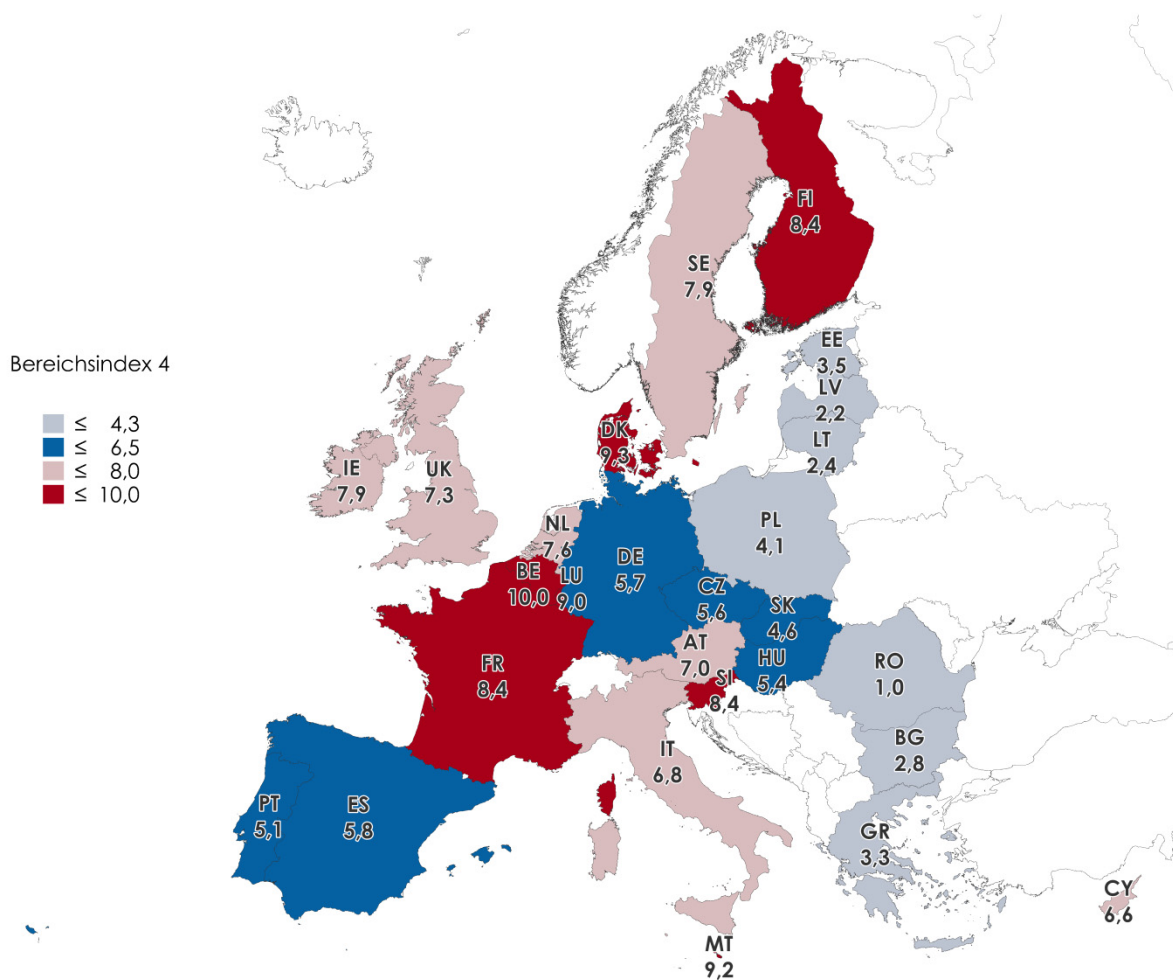 FI
8,4
SE
7,9
EE
3,5
LV
2,2
LT
2,4
Bereichsindex 4
≤ 4,3
≤ 6,5
≤ 8,0
≤ 10,0
DK
9,3
IE
7,9
UK
7,3
NL
7,6
PL
4,1
DE
5,7
BE
10,0
LU
9,0
CZ
5,6
SK
4,6
AT
7,0
HU
5,4
FR
8,4
SI
8,4
RO
1,0
IT
6,8
BG
2,8
PT
5,1
ES
5,8
GR
3,3
CY
6,6
MT
9,2